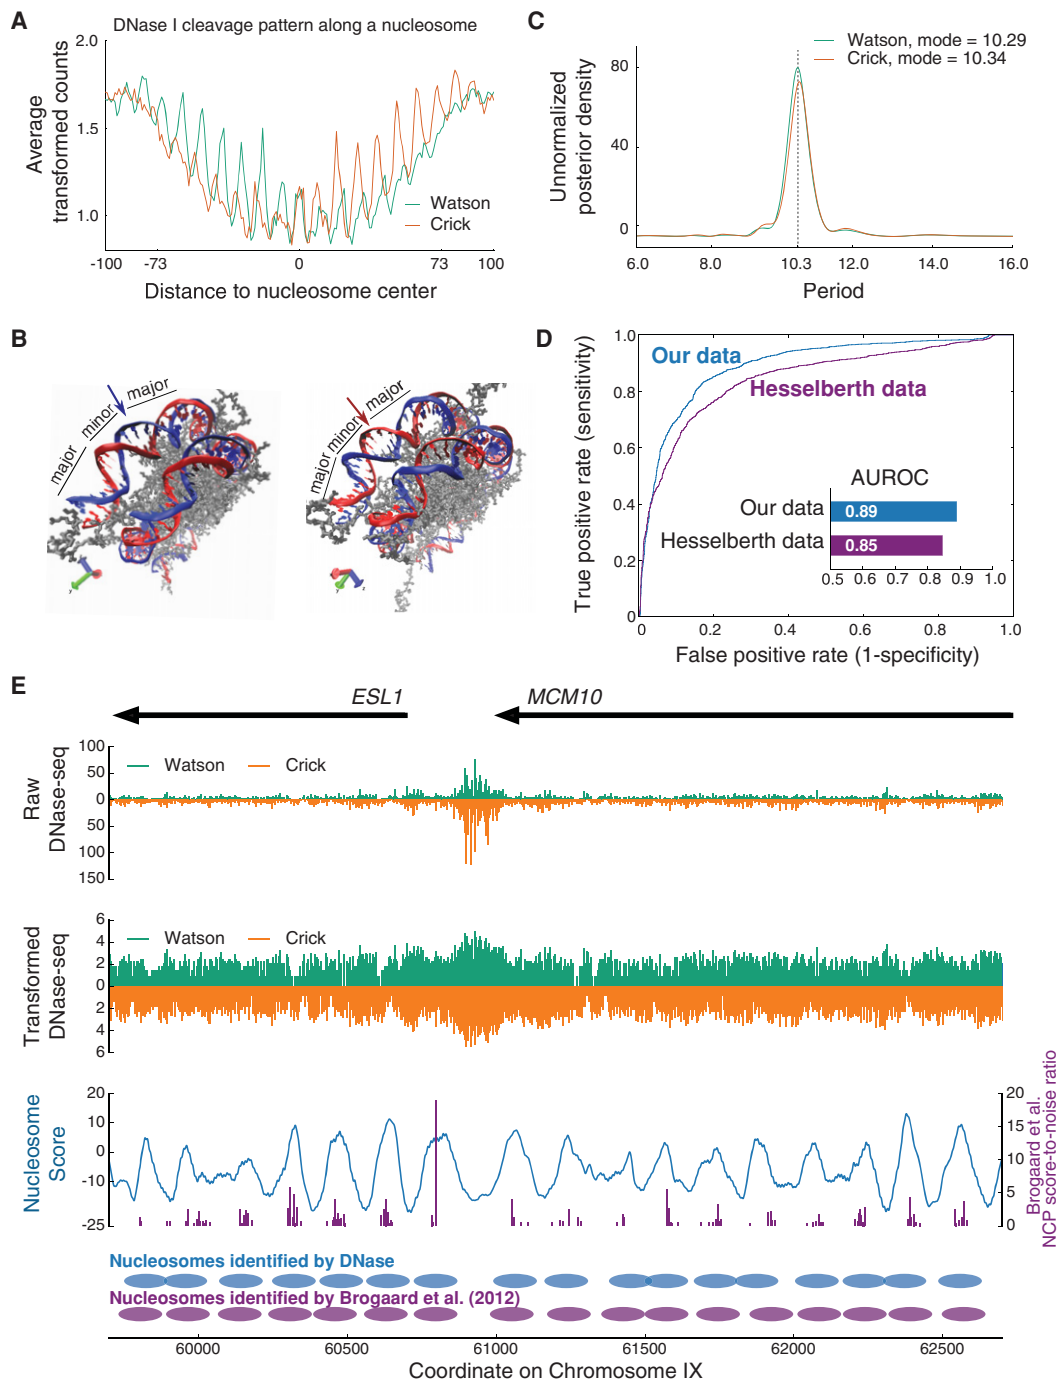 A
DNase I cleavage pattern along a nucleosome
Average
transformed counts
2.0
1.5
1.0
Watson
Crick
-100
-73
0
73
100
Distance to nucleosome center
C
Watson, mode = 10.29
Crick, mode = 10.34
Unnormalized
posterior density
80
40
0
6.0
8.0
10.3
12.0
14.0
16.0
Period
B
major
minor
major
major
minor
major
D
Our data
Hesselberth data
True positive rate (sensitivity)
1.0
0.8
0.6
0.4
0.2
0
AUROC
Our data
0.89
Hesselberth data
0.85
0.5
0.6
0.7
0.8
0.9
1.0
0
0.2
0.4
0.6
0.8
1.0
False positive rate (1-specificity)
E
ESL1
MCM10
Raw
DNase-seq
100
50
0
50
100
150
Watson
Crick
Transformed
DNase-seq
6
4
2
0
2
4
6
Watson
Crick
Nucleosome
Score
20
10
0
-10
-25
20
15
10
5
0
Brogaard et al.
NCP score-to-noise ratio
Nucleosomes identified by DNase
Nucleosomes identified by Brogaard et al. (2012)
60000
60500
61000
61500
62000
62500
Coordinate on Chromosome IX